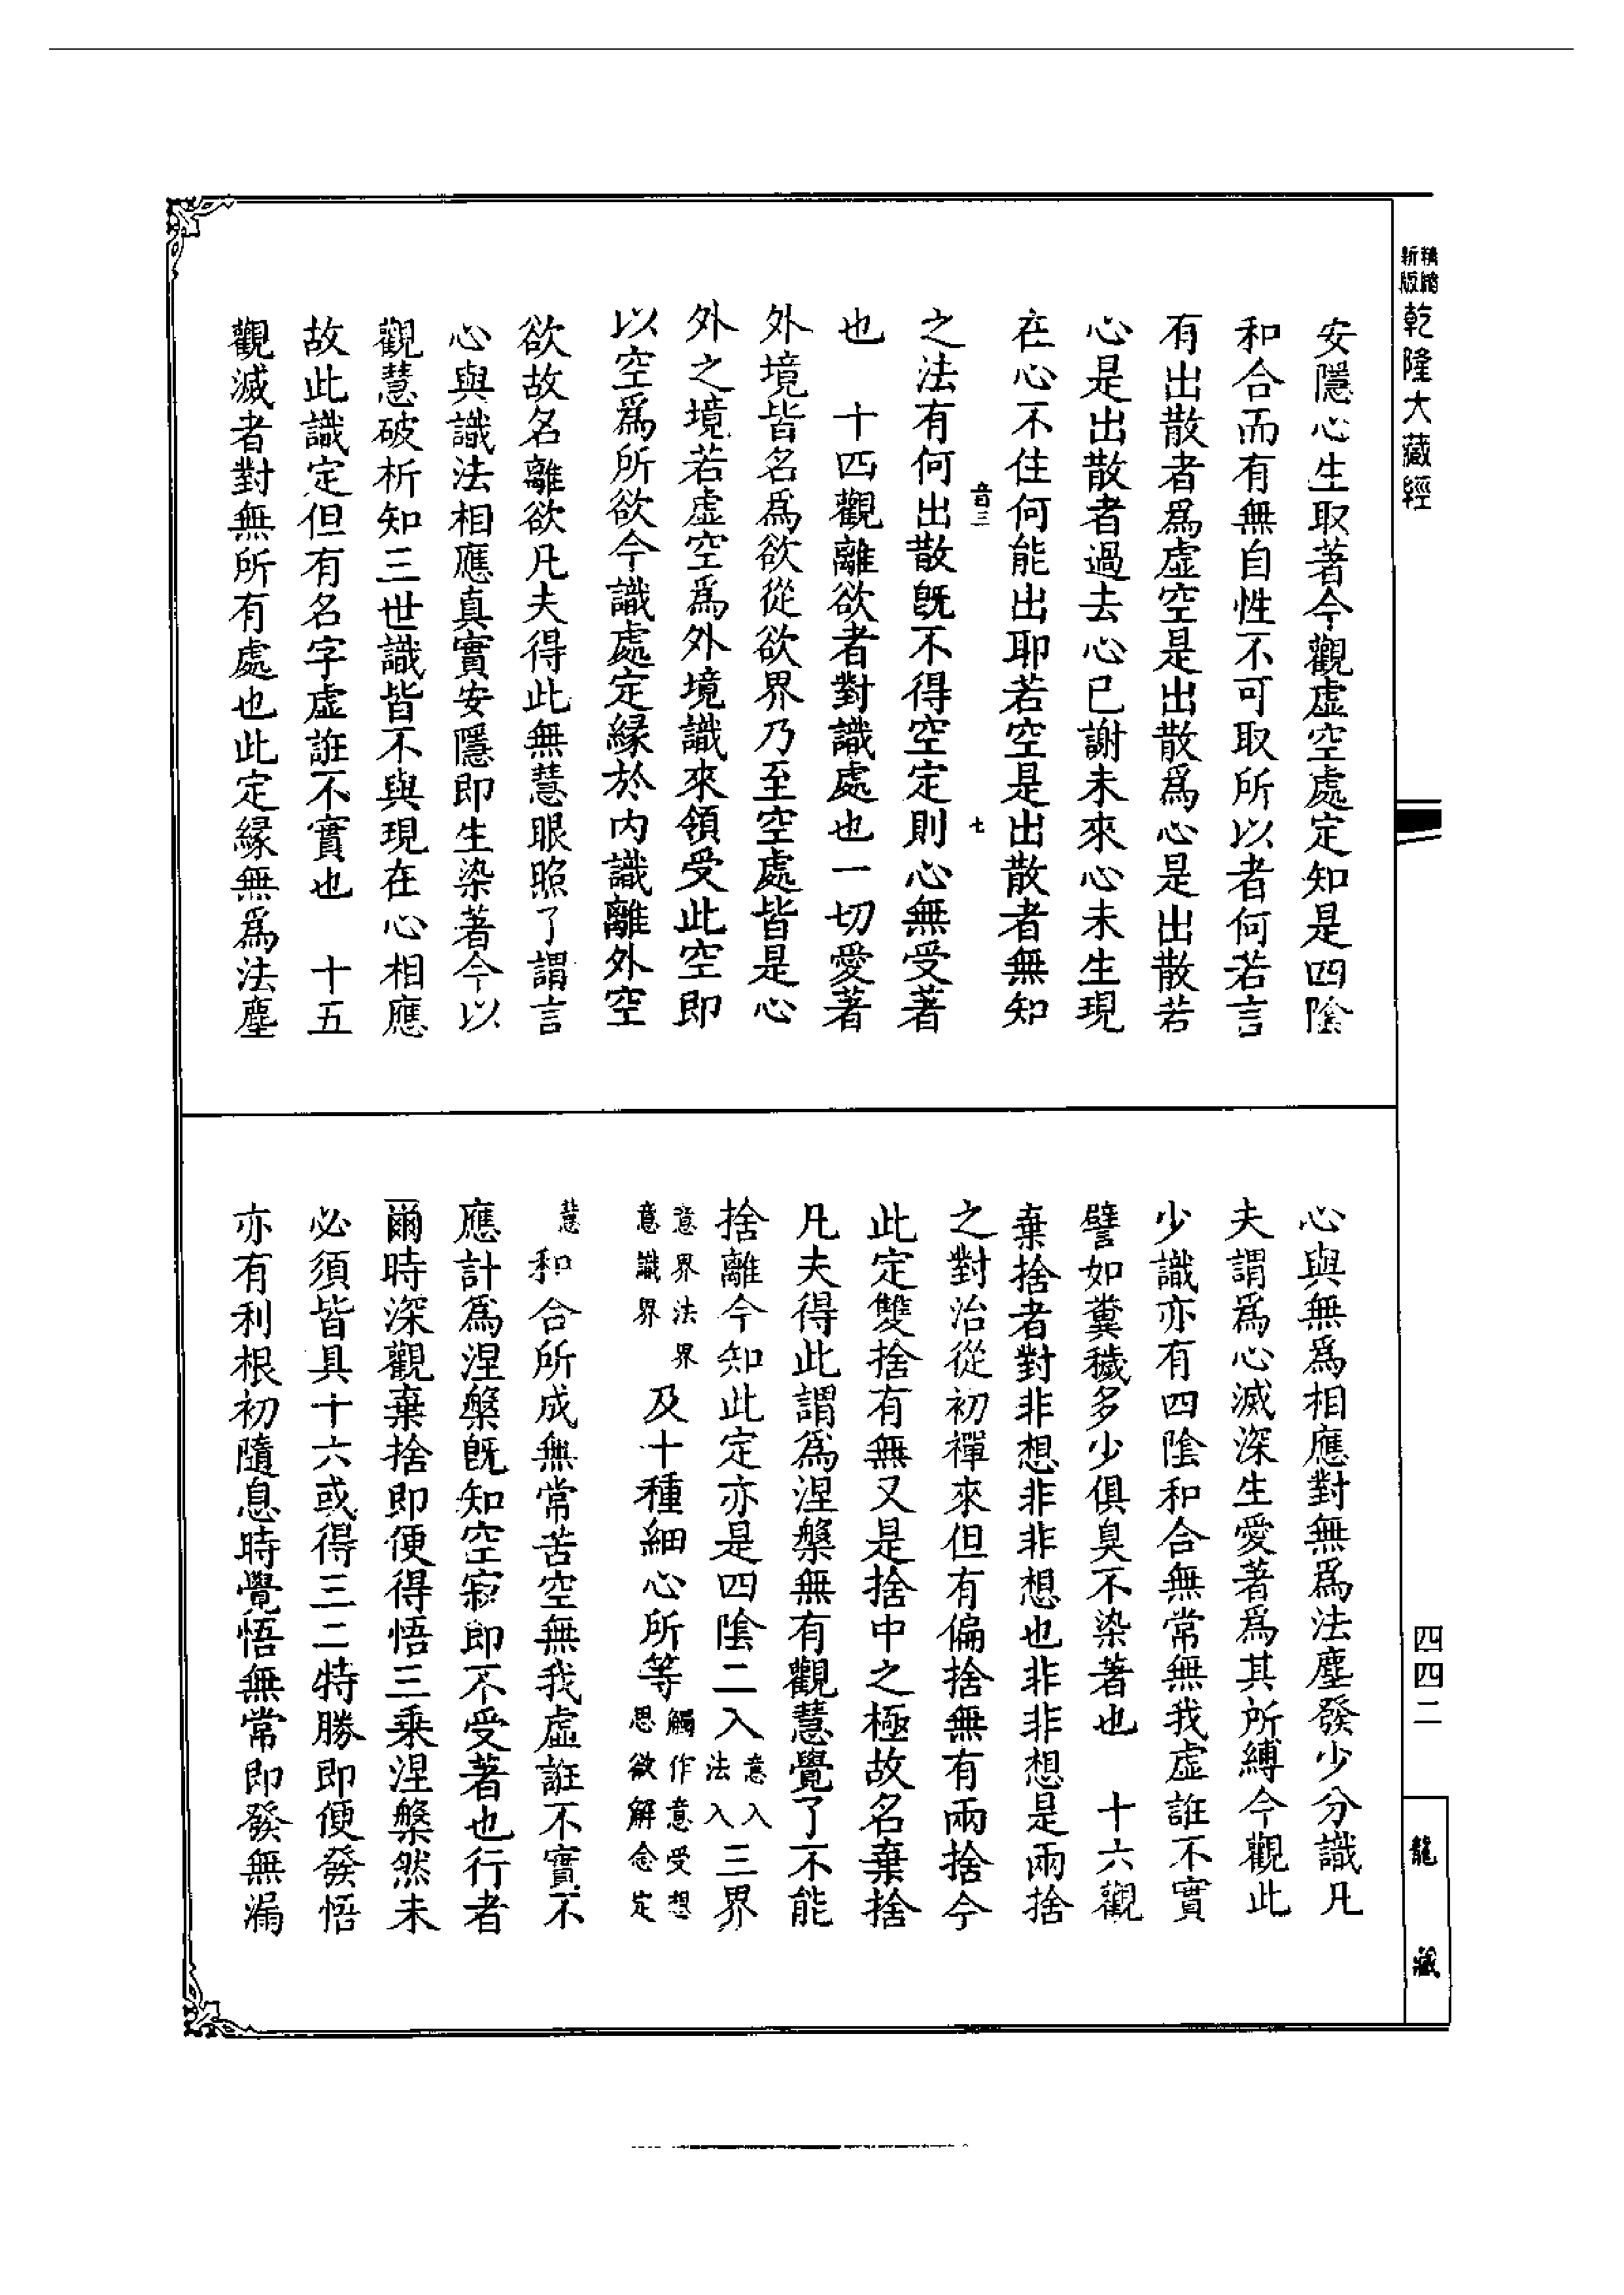 精縮新版 乾隆大藏經
安隱心生取著今觀虛空處定知是四陰
和合而有無自性不可取所以者何若言
有出散者爲虛空是出散爲心是出散若
心是出散者過去心已謝未來心未生現
在心不住何能出耶若空是出散者無知
音三 七
之法有何出散旣不得空定則心無受著
也 十四觀離欲者對識處也一切愛著
外境皆名爲欲從欲界乃至空處皆是心
外之境若虛空爲外境識來領受此空即
以空爲所欲今識處定緣於內識離外空
欲故名離欲凡夫得此無慧眼照了謂言
心與識法相應真實安隱即生染著今以
觀慧破析知三世識皆不與現在心相應
故此識定但有名字虛誑不實也 十五
觀滅者對無所有處也此定緣無爲法塵
心與無爲相應對無爲法塵發少分識凡
夫謂爲心滅深生愛著爲其所縛今觀此
少識亦有四陰和合無常無我虛誑不實
譬如糞穢多少俱臭不染著也 十六觀
棄捨者對非想非非想也非非想是兩捨
之對治從初禪來但有偏捨無有兩捨今
此定雙捨有無又是捨中之極故名棄捨
凡夫得此謂爲涅槃無有觀慧覺了不能
捨離今知此定亦是四陰二入意入法入三界
意界法界意識界及十種細心所等觸作意受想思欲解念定
慧和合所成無常苦空無我虛誑不實不
應計爲涅槃旣知空寂即不受著也行者
爾時深觀棄捨即便得悟三乘涅槃然未
必須皆具十六或得三二特勝即便發悟
亦有利根初隨息時覺悟無常即發無漏
四四二
龍藏